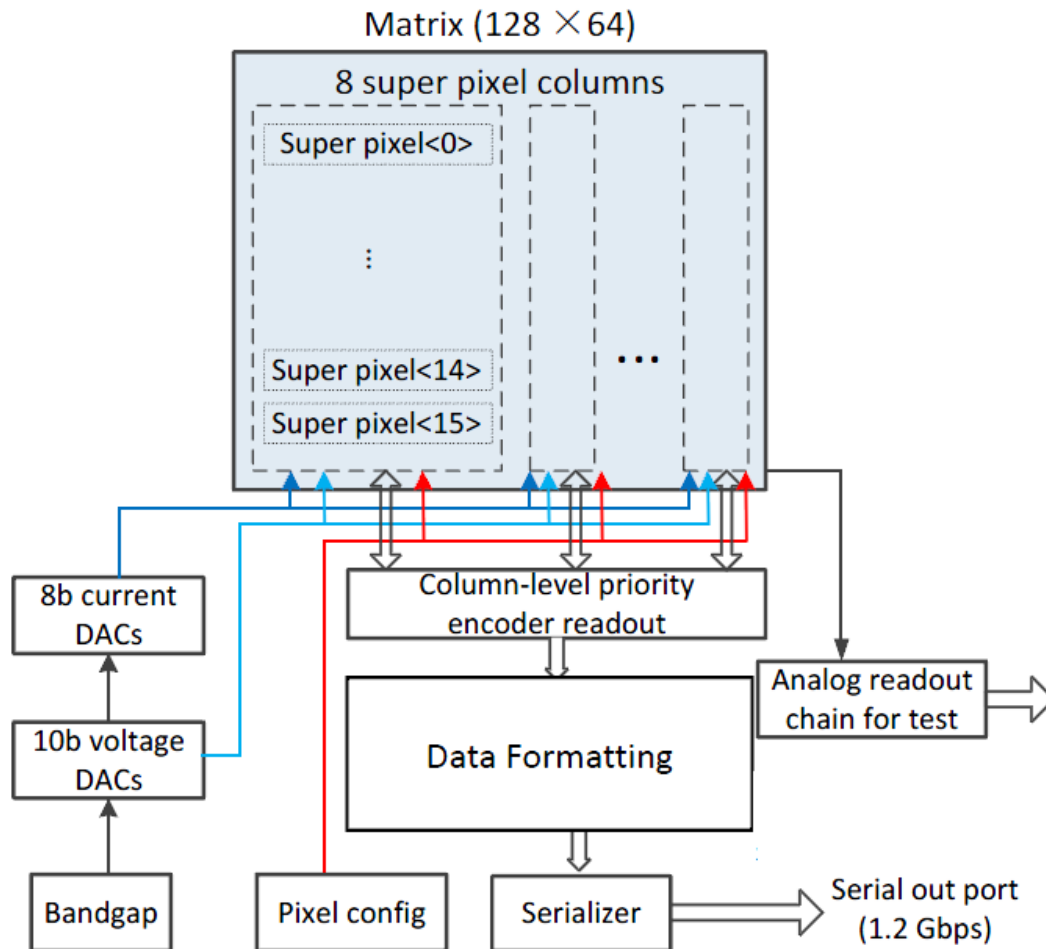 Matrix (128 ×64)
8 super pixel columns
Super pixel<0>
⋮
Super pixel<14>
...
Super pixel<15>
8b current
DACs
Column-level priority
encoder readout
Analog readout
chain for test
10b voltage
DACs
Data Formatting
Bandgap
Pixel config
Serializer
Serial out port
(1.2 Gbps)